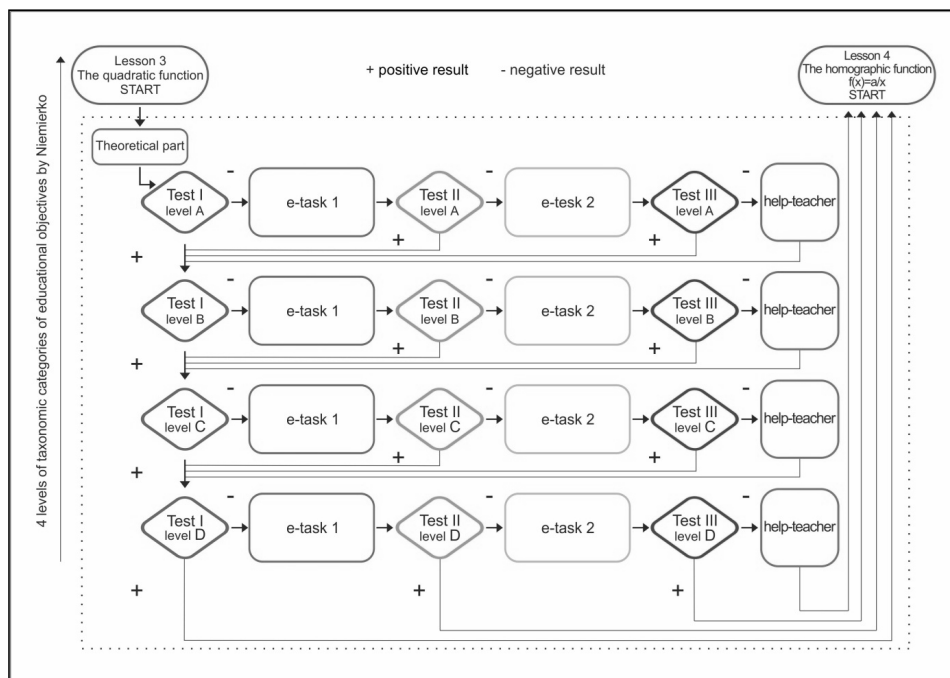 Lesson 3
The quadratic function
START
+ positive result
- negative result
Lesson 4
The homographic function
f(x)=a/x
START
4 levels of taxonomic categories of educational objectives by Niemierko
Theoretical part
Test I
level A
-
e-task 1
Test II
level A
-
e-tesk 2
Test III
level A
-
help-teacher
+
+
+
Test I
level B
-
e-task 1
Test II
level B
-
e-task 2
Test III
level B
-
help-teacher
+
+
Test I
level C
-
e-task 1
Test II
level C
-
e-task 2
Test III
level C
-
help-teacher
+
+
Test I
level D
-
e-task 1
Test II
level D
-
e-task 2
Test III
level D
-
help-teacher
+
+
+